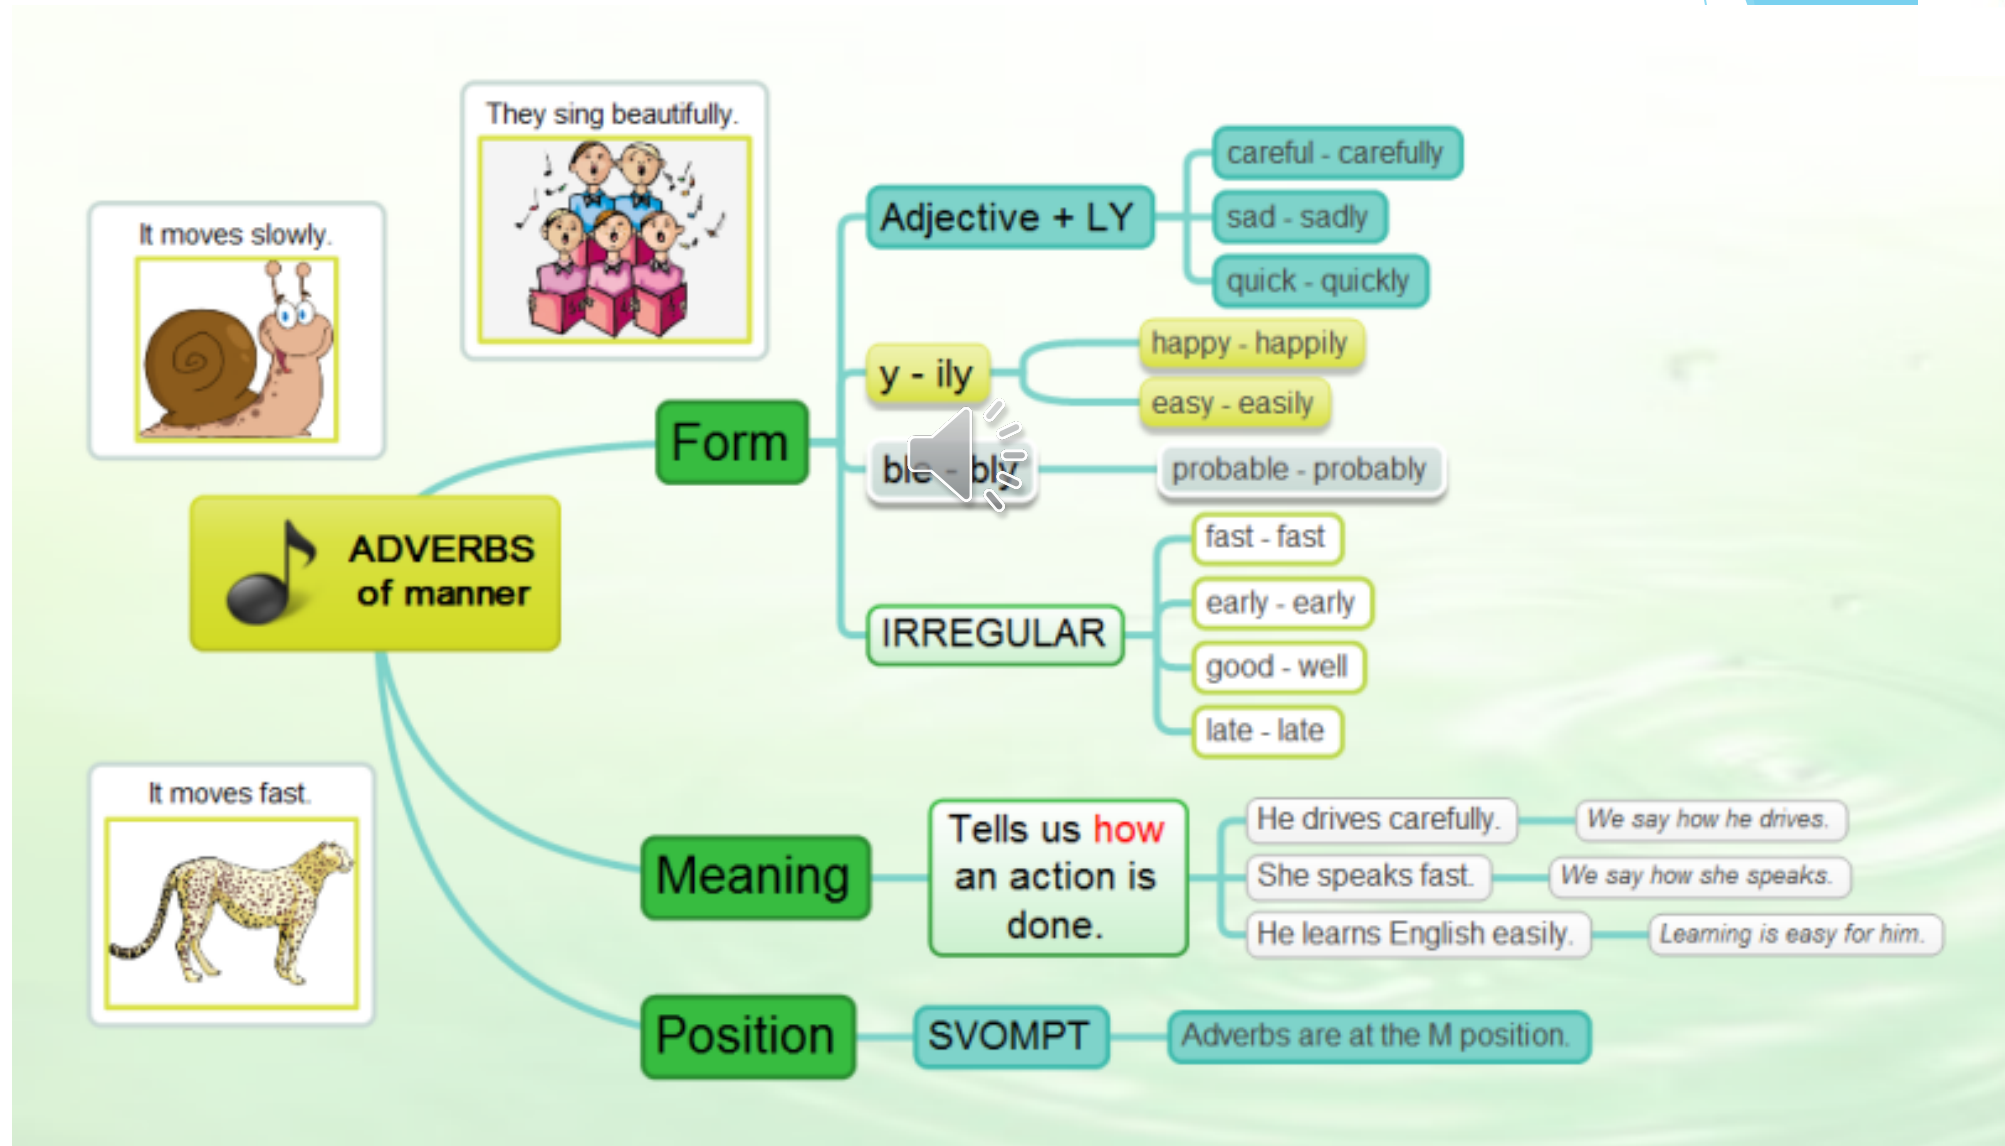 They sing beautifully.
It moves slowly.
ADVERBS
of manner
It moves fast.
Form
Adjective + LY
careful - carefully
sad - sadly
quick - quickly
y - ily
happy - happily
easy - easily
ble - bly
probable - probably
IRREGULAR
fast - fast
early - early
good - well
late - late
Meaning
Tells us how
an action is
done.
He drives carefully.
We say how he drives.
She speaks fast.
We say how she speaks.
He learns English easily.
Learning is easy for him.
Position
SVOMPT
Adverbs are at the M position.